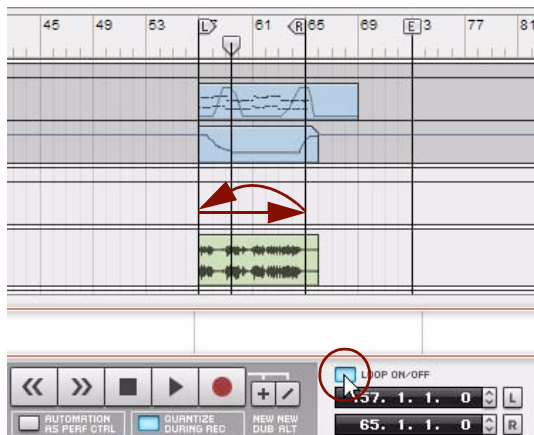 45 49 53 L 7 61 R 65 69 E 3 77 81
LOOP ON/OFF
57. 1. 1. 0 L
AUTOMATION AS PERF CTRL
QUANTIZE DURING REC
NEW DUB
NEW ALT
65. 1. 1. 0 R